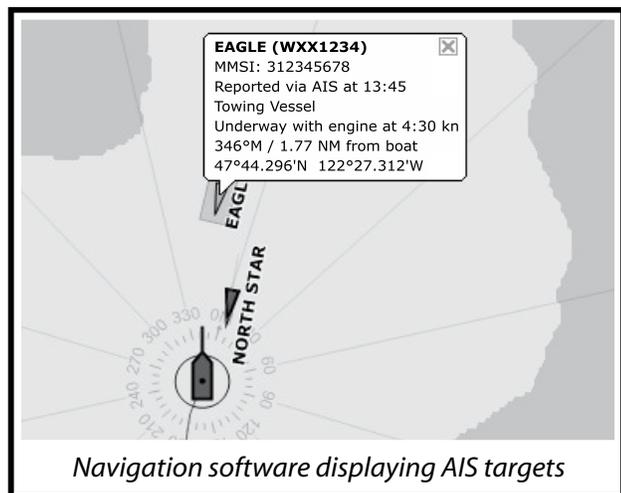 EAGLE (WXX1234)
MMSI: 312345678
Reported via AIS at 13:45
Towing Vessel
Underway with engine at 4:30 kn
346°M / 1.77 NM from boat
47°44.296'N 122°27.312'W
EAGL
NORTH STAR
330
300
270
240
210
60
90
120
Navigation software displaying AIS targets